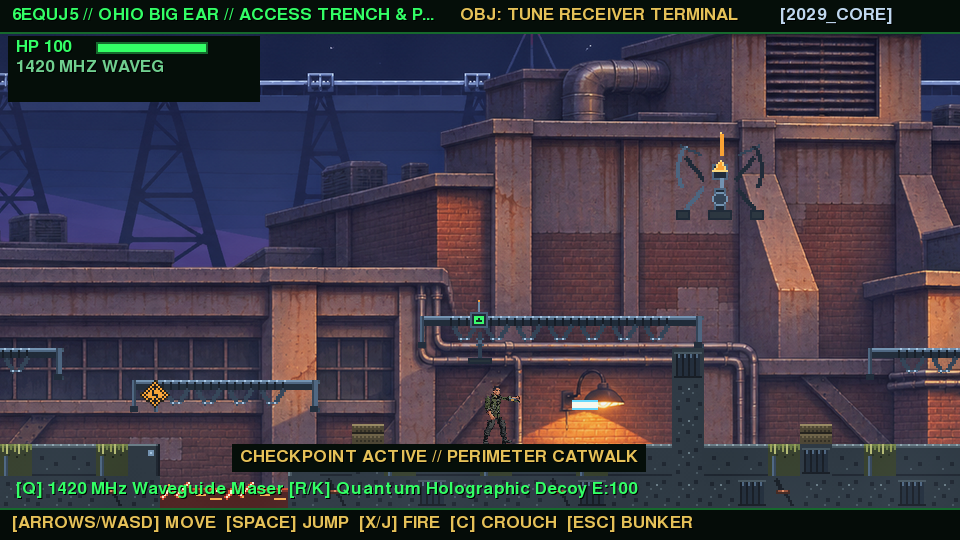 6EQUJ5 // OHIO BIG EAR // ACCESS TRENCH & P... OBJ: TUNE RECEIVER TERMINAL [2029_CORE]
HP 100
1420 MHZ WAVEG
CHECKPOINT ACTIVE // PERIMETER CATWALK
[Q] 1420 MHz Waveguide Maser [R/K] Quantum Holographic Decoy E:100
[ARROWS/WASD] MOVE [SPACE] JUMP [X/J] FIRE [C] CROUCH [ESC] BUNKER